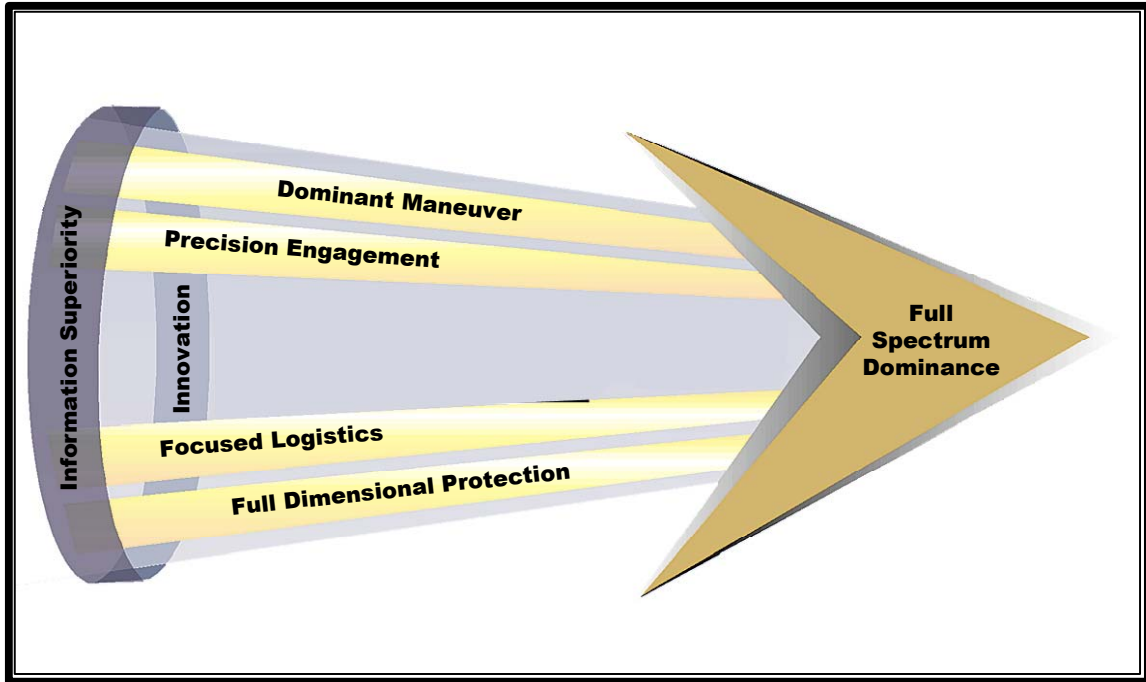 Information Superiority
Innovation
Dominant Maneuver
Precision Engagement
Focused Logistics
Full Dimensional Protection
Full
Spectrum
Dominance